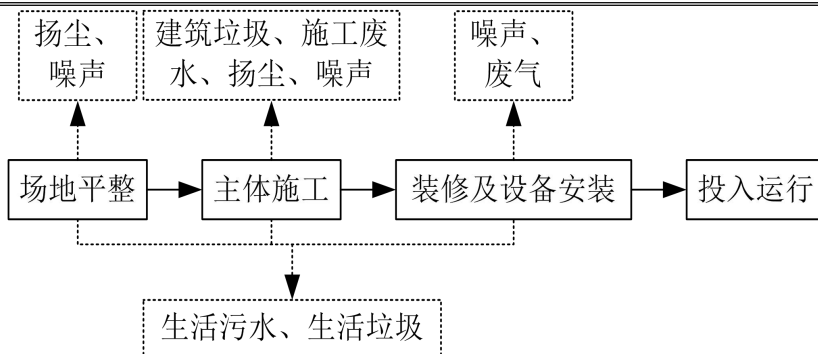 扬尘、
噪声
建筑垃圾、施工废
水、扬尘、噪声
噪声、
废气
场地平整
主体施工
装修及设备安装
投入运行
生活污水、生活垃圾